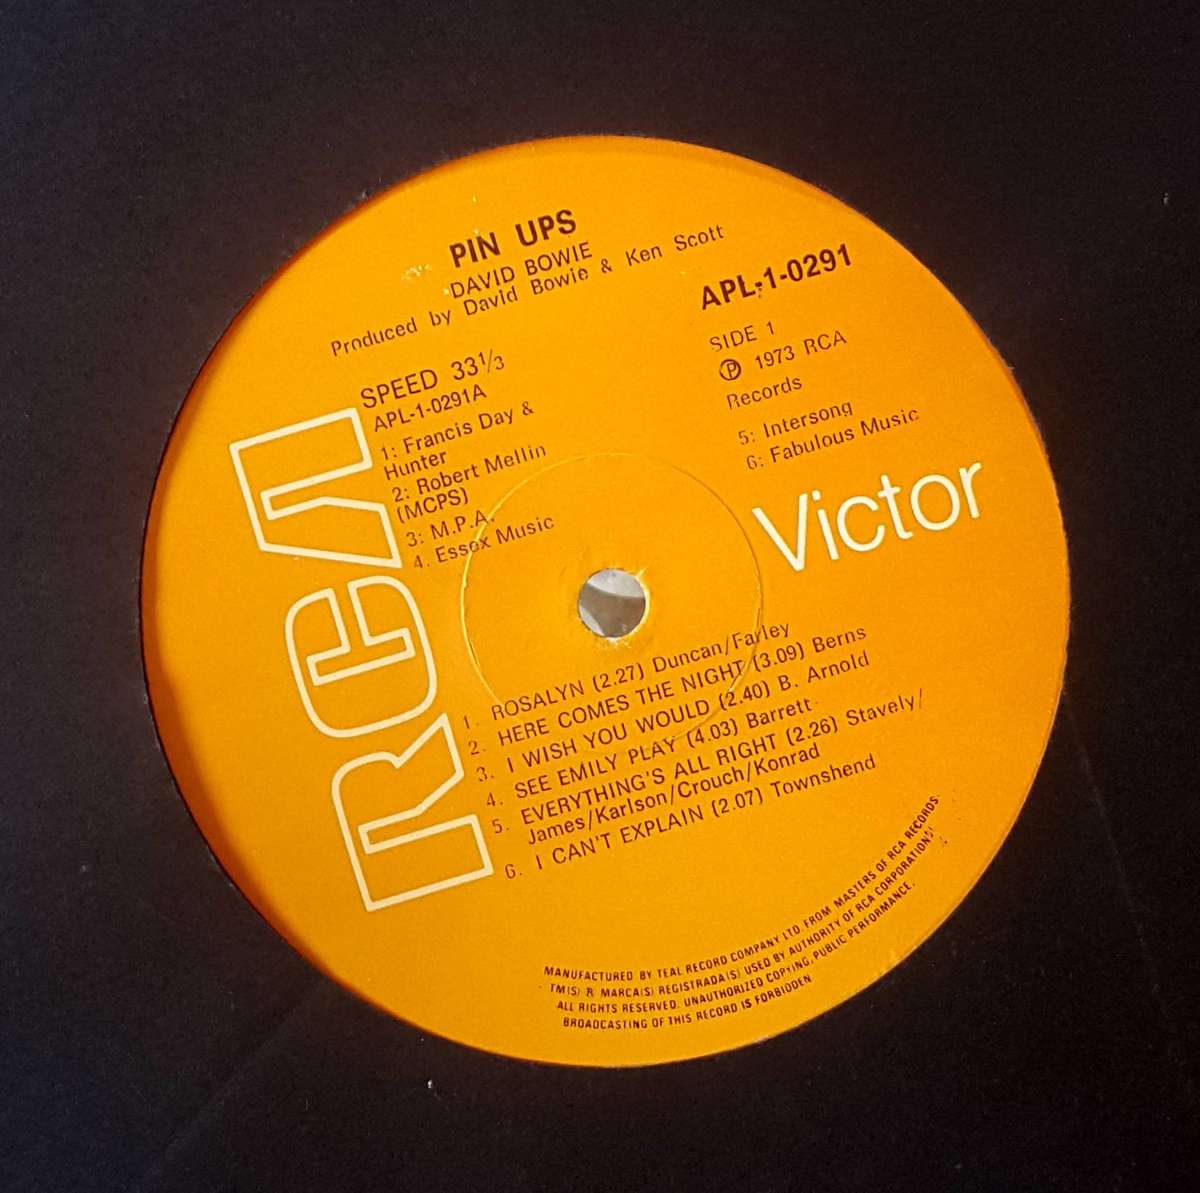 PIN UPS
DAVID BOWIE
Produced by David Bowie & Ken Scott
APL-1-0291
SPEED 33 1/3
APL-1-0291A
1: Francis Day &
Hunter
2: Robert Mellin
(MCPS)
3: M.P.A.
4. Essex Music
SIDE 1
℗ 1973 RCA
Records
5: Intersong
6: Fabulous Music
RCA
Victor
1. ROSALYN (2.27) Duncan/Farley
2. HERE COMES THE NIGHT (3.09) Berns
3. I WISH YOU WOULD (2.40) B. Arnold
4. SEE EMILY PLAY (4.03) Barrett
5. EVERYTHING'S ALL RIGHT (2.26) Stavely/
James/Karlson/Crouch/Konrad
6. I CAN'T EXPLAIN (2.07) Townshend
MANUFACTURED BY TEAL RECORD COMPANY LTD. FROM MASTERS OF RCA RECORDS.
TM(S) ® MARCA(S) REGISTRADA(S) USED BY AUTHORITY OF RCA CORPORATION.
ALL RIGHTS RESERVED. UNAUTHORIZED COPYING, PUBLIC PERFORMANCE,
BROADCASTING OF THIS RECORD IS FORBIDDEN